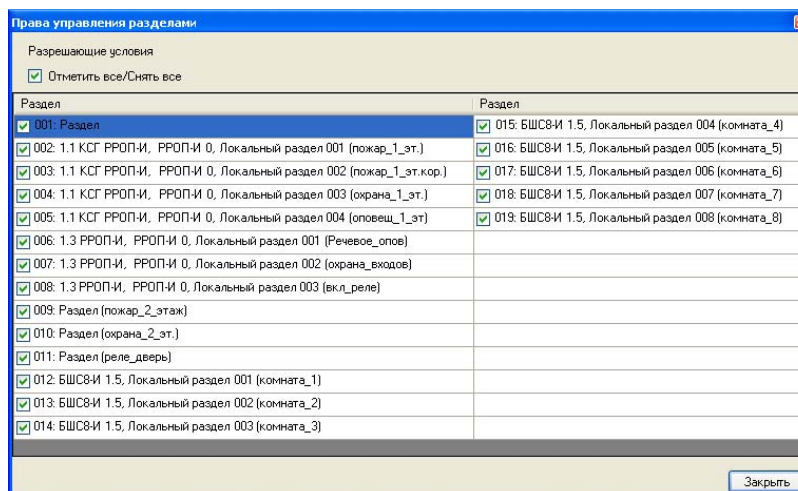 Права управления разделами
Разрешающие условия
Отметить все/Снять все
Раздел Раздел
001: Раздел 015: БШС8-И 1.5, Локальный раздел 004 (комната_4)
002: 1.1 КСГ РРОП-И, РРОП-И 0, Локальный раздел 001 (пожар_1_эт.) 016: БШС8-И 1.5, Локальный раздел 005 (комната_5)
003: 1.1 КСГ РРОП-И, РРОП-И 0, Локальный раздел 002 (пожар_1_эт.кор.) 017: БШС8-И 1.5, Локальный раздел 006 (комната_6)
004: 1.1 КСГ РРОП-И, РРОП-И 0, Локальный раздел 003 (охрана_1_эт.) 018: БШС8-И 1.5, Локальный раздел 007 (комната_7)
005: 1.1 КСГ РРОП-И, РРОП-И 0, Локальный раздел 004 (оповещ_1_эт) 019: БШС8-И 1.5, Локальный раздел 008 (комната_8)
006: 1.3 РРОП-И, РРОП-И 0, Локальный раздел 001 (Речевое_опов)
007: 1.3 РРОП-И, РРОП-И 0, Локальный раздел 002 (охрана_входов)
008: 1.3 РРОП-И, РРОП-И 0, Локальный раздел 003 (вкл_реле)
009: Раздел (пожар_2_этаж)
010: Раздел (охрана_2_эт.)
011: Раздел (реле_дверь)
012: БШС8-И 1.5, Локальный раздел 001 (комната_1)
013: БШС8-И 1.5, Локальный раздел 002 (комната_2)
014: БШС8-И 1.5, Локальный раздел 003 (комната_3)
Закрыть